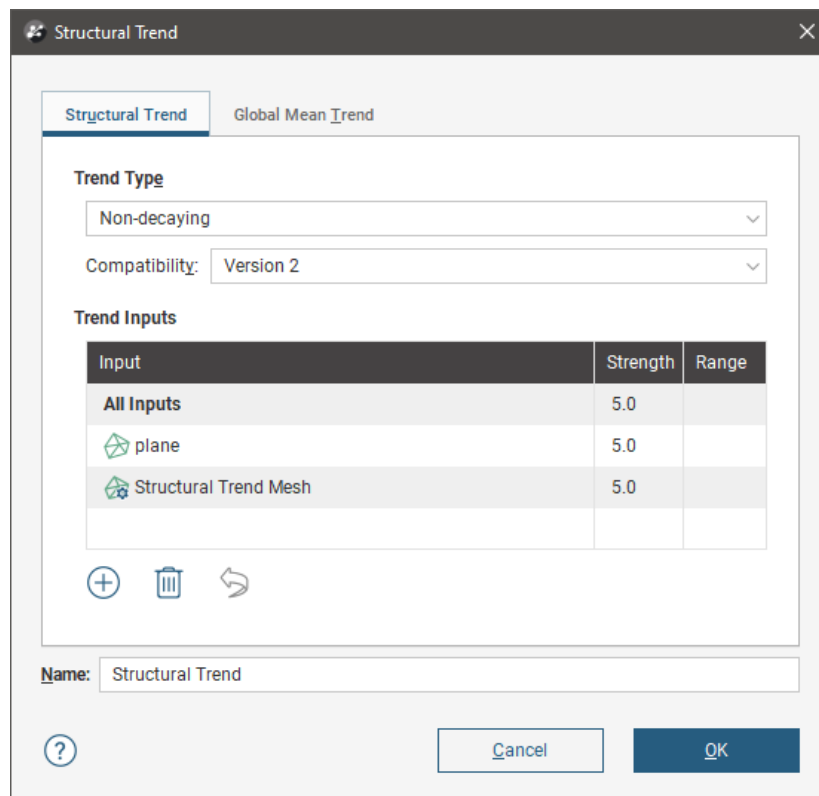 Structural Trend
Structural Trend Global Mean Trend
Trend Type
Non-decaying
Compatibility: Version 2
Trend Inputs
Input Strength Range
All Inputs 5.0
plane 5.0
Structural Trend Mesh 5.0
Name: Structural Trend
? Cancel OK